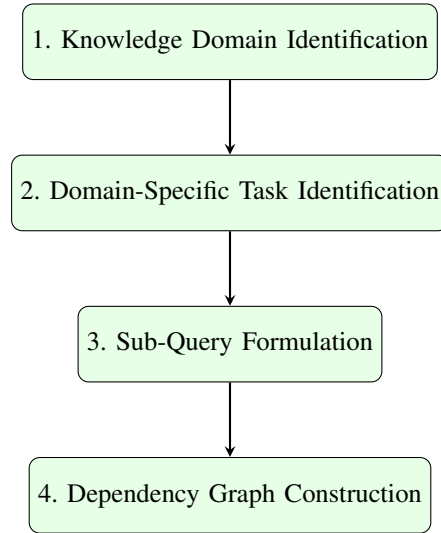 1. Knowledge Domain Identification
2. Domain-Specific Task Identification
3. Sub-Query Formulation
4. Dependency Graph Construction